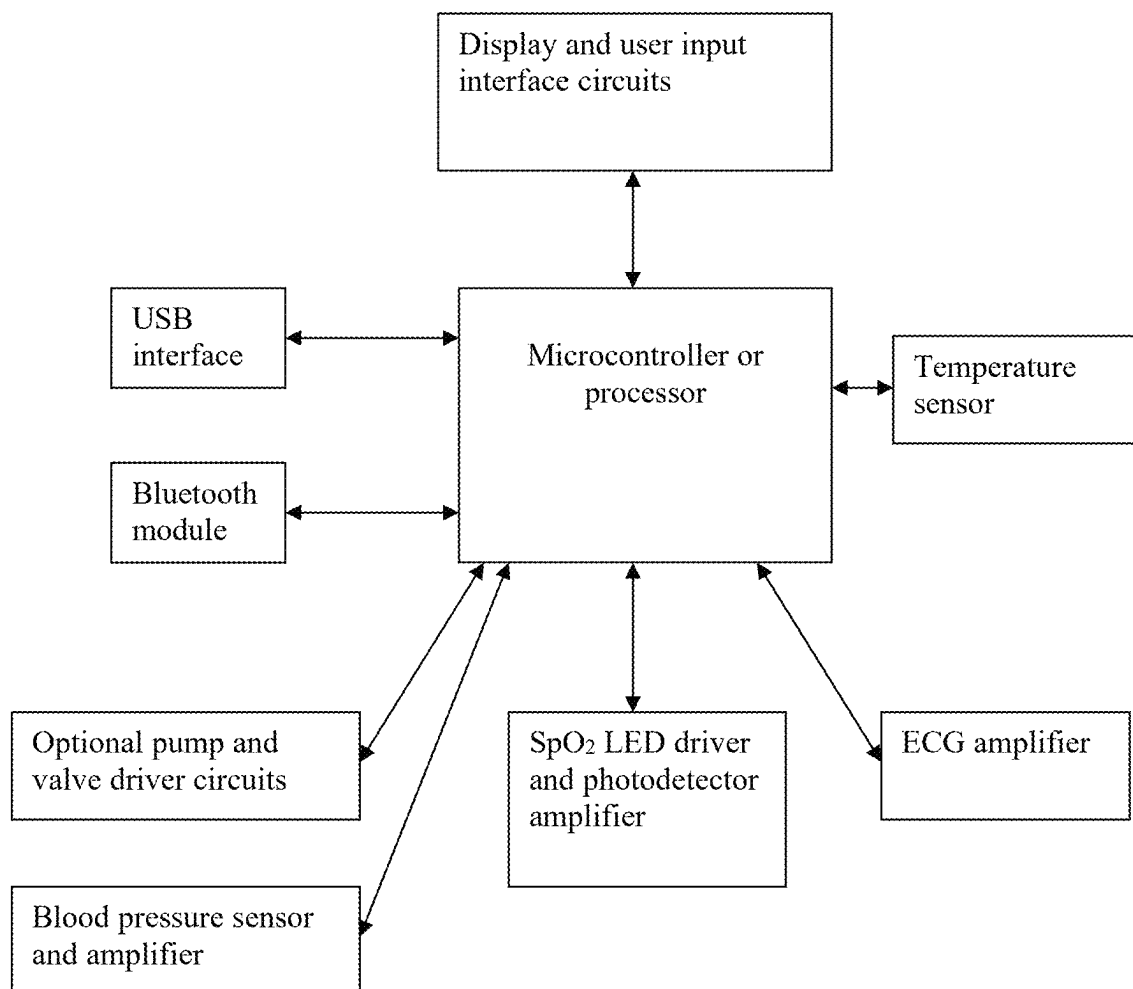 Display and user input
interface circuits
USB
interface
Microcontroller or
processor
Temperature
sensor
Bluetooth
module
Optional pump and
valve driver circuits
SpO₂ LED driver
and photodetector
amplifier
ECG amplifier
Blood pressure sensor
and amplifier